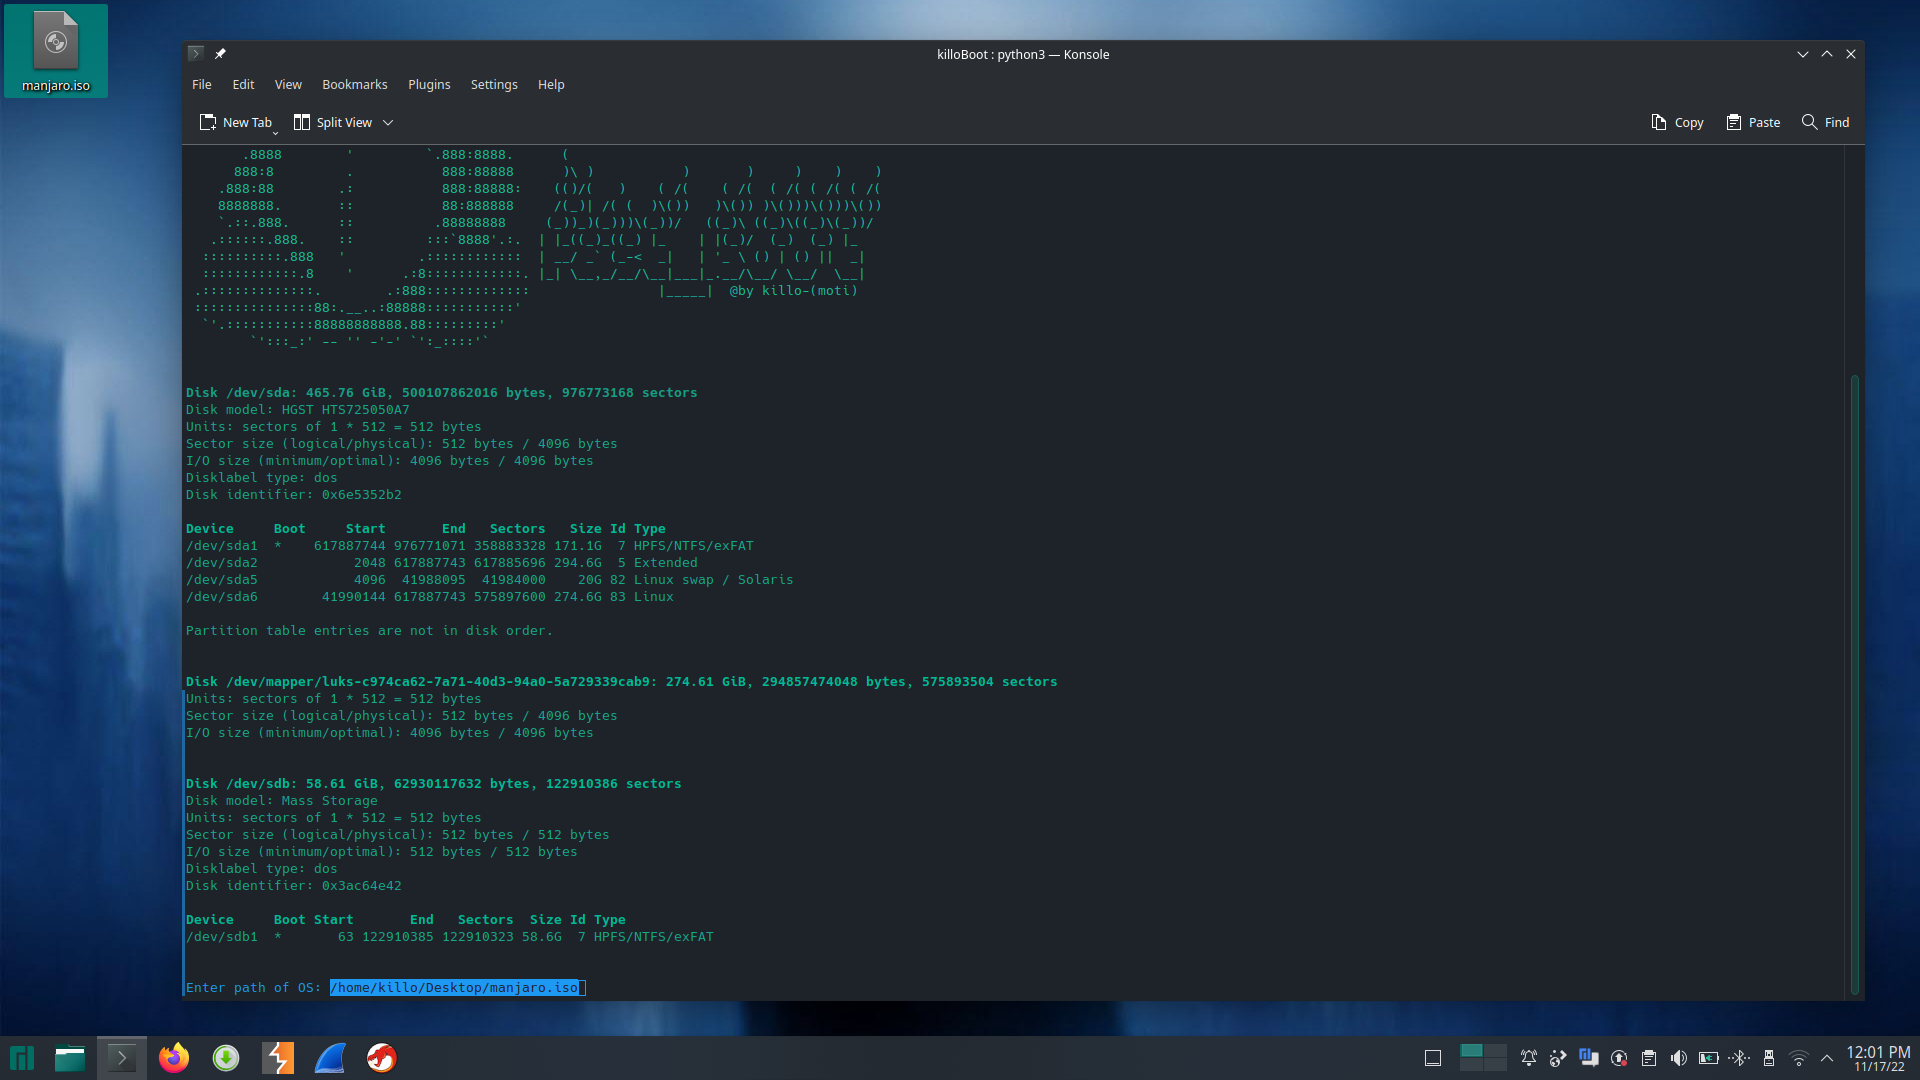 manjaro.iso
killoBoot : python3 — Konsole
File Edit View Bookmarks Plugins Settings Help
New Tab Split View Copy Paste Find
@by killo-(moti)
Disk /dev/sda: 465.76 GiB, 500107862016 bytes, 976773168 sectors
Disk model: HGST HTS725050A7
Units: sectors of 1 * 512 = 512 bytes
Sector size (logical/physical): 512 bytes / 4096 bytes
I/O size (minimum/optimal): 4096 bytes / 4096 bytes
Disklabel type: dos
Disk identifier: 0x6e5352b2
Device Boot Start End Sectors Size Id Type
/dev/sda1 * 617887744 976771071 358883328 171.1G 7 HPFS/NTFS/exFAT
/dev/sda2 2048 617887743 617885696 294.6G 5 Extended
/dev/sda5 4096 41988095 41984000 20G 82 Linux swap / Solaris
/dev/sda6 41990144 617887743 575897600 274.6G 83 Linux
Partition table entries are not in disk order.
Disk /dev/mapper/luks-c974ca62-7a71-40d3-94a0-5a729339cab9: 274.61 GiB, 294857474048 bytes, 575893504 sectors
Units: sectors of 1 * 512 = 512 bytes
Sector size (logical/physical): 512 bytes / 4096 bytes
I/O size (minimum/optimal): 4096 bytes / 4096 bytes
Disk /dev/sdb: 58.61 GiB, 62930117632 bytes, 122910386 sectors
Disk model: Mass Storage
Units: sectors of 1 * 512 = 512 bytes
Sector size (logical/physical): 512 bytes / 512 bytes
I/O size (minimum/optimal): 512 bytes / 512 bytes
Disklabel type: dos
Disk identifier: 0x3ac64e42
Device Boot Start End Sectors Size Id Type
/dev/sdb1 * 63 122910385 122910323 58.6G 7 HPFS/NTFS/exFAT
Enter path of OS: /home/killo/Desktop/manjaro.iso
12:01 PM
11/17/22